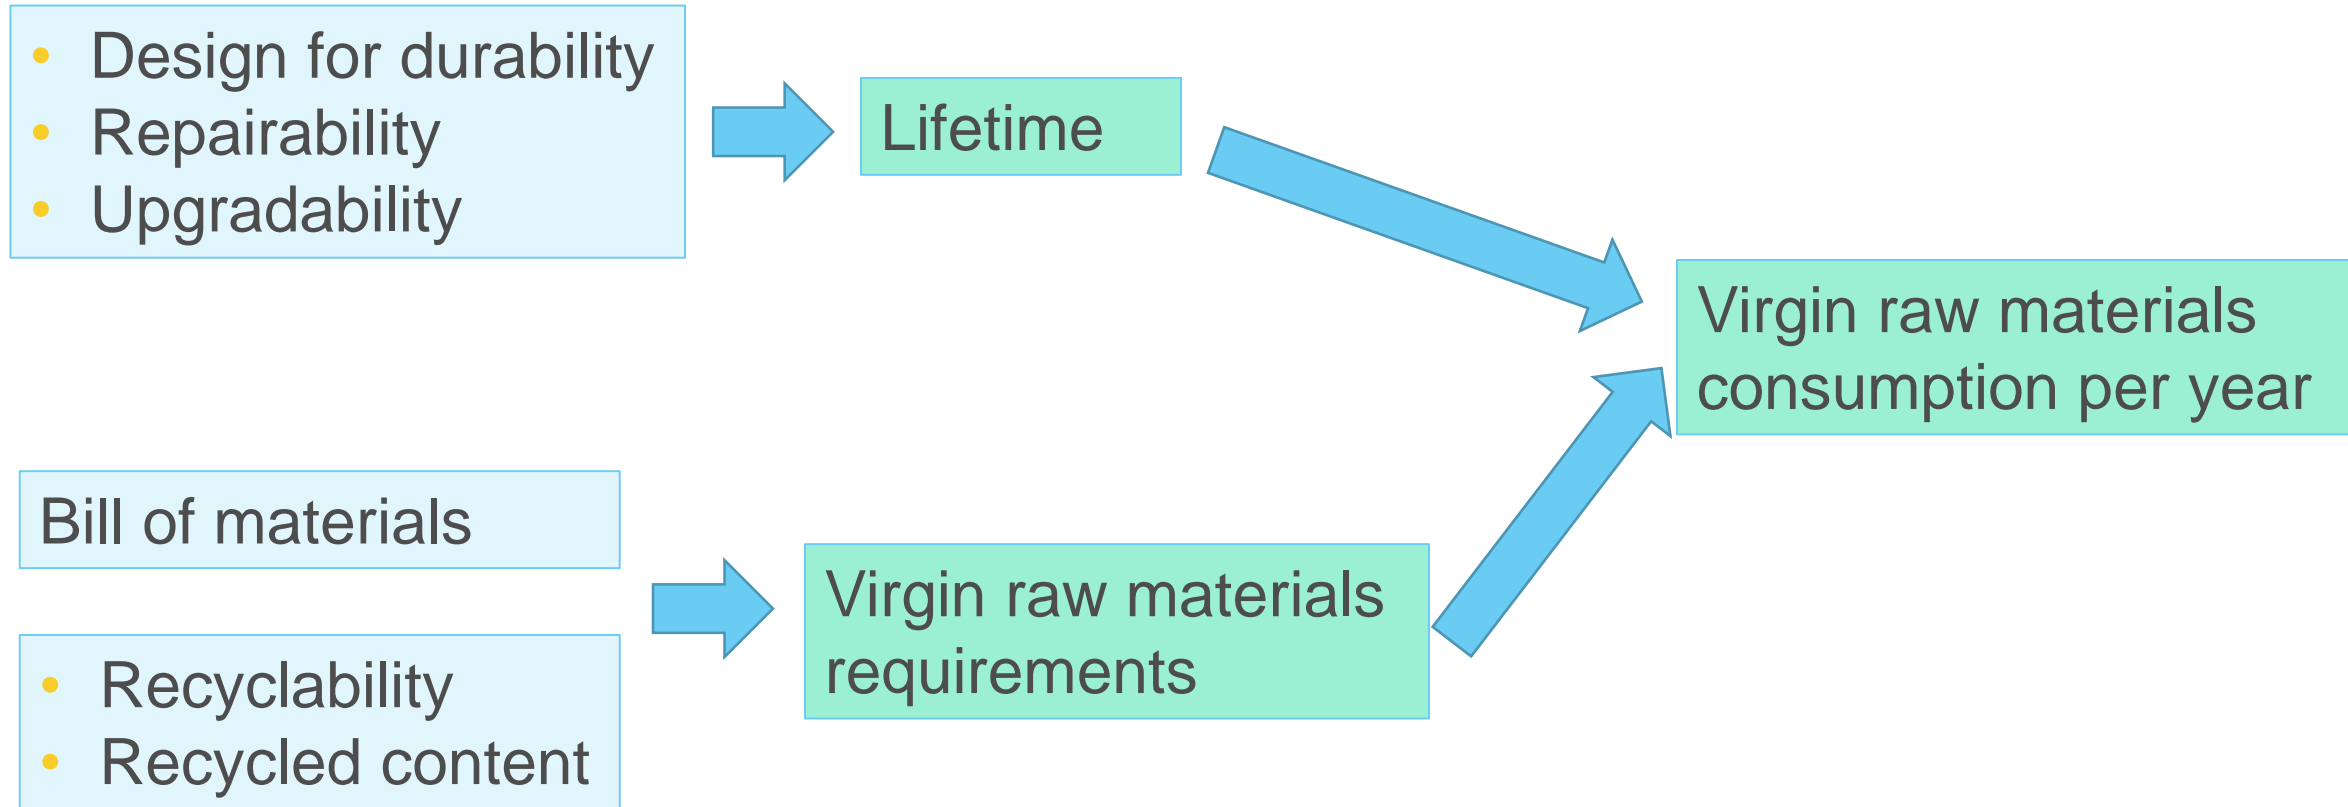 • Design for durability
• Repairability
• Upgradability
Lifetime
Virgin raw materials
consumption per year
Bill of materials
• Recyclability
• Recycled content
Virgin raw materials
requirements